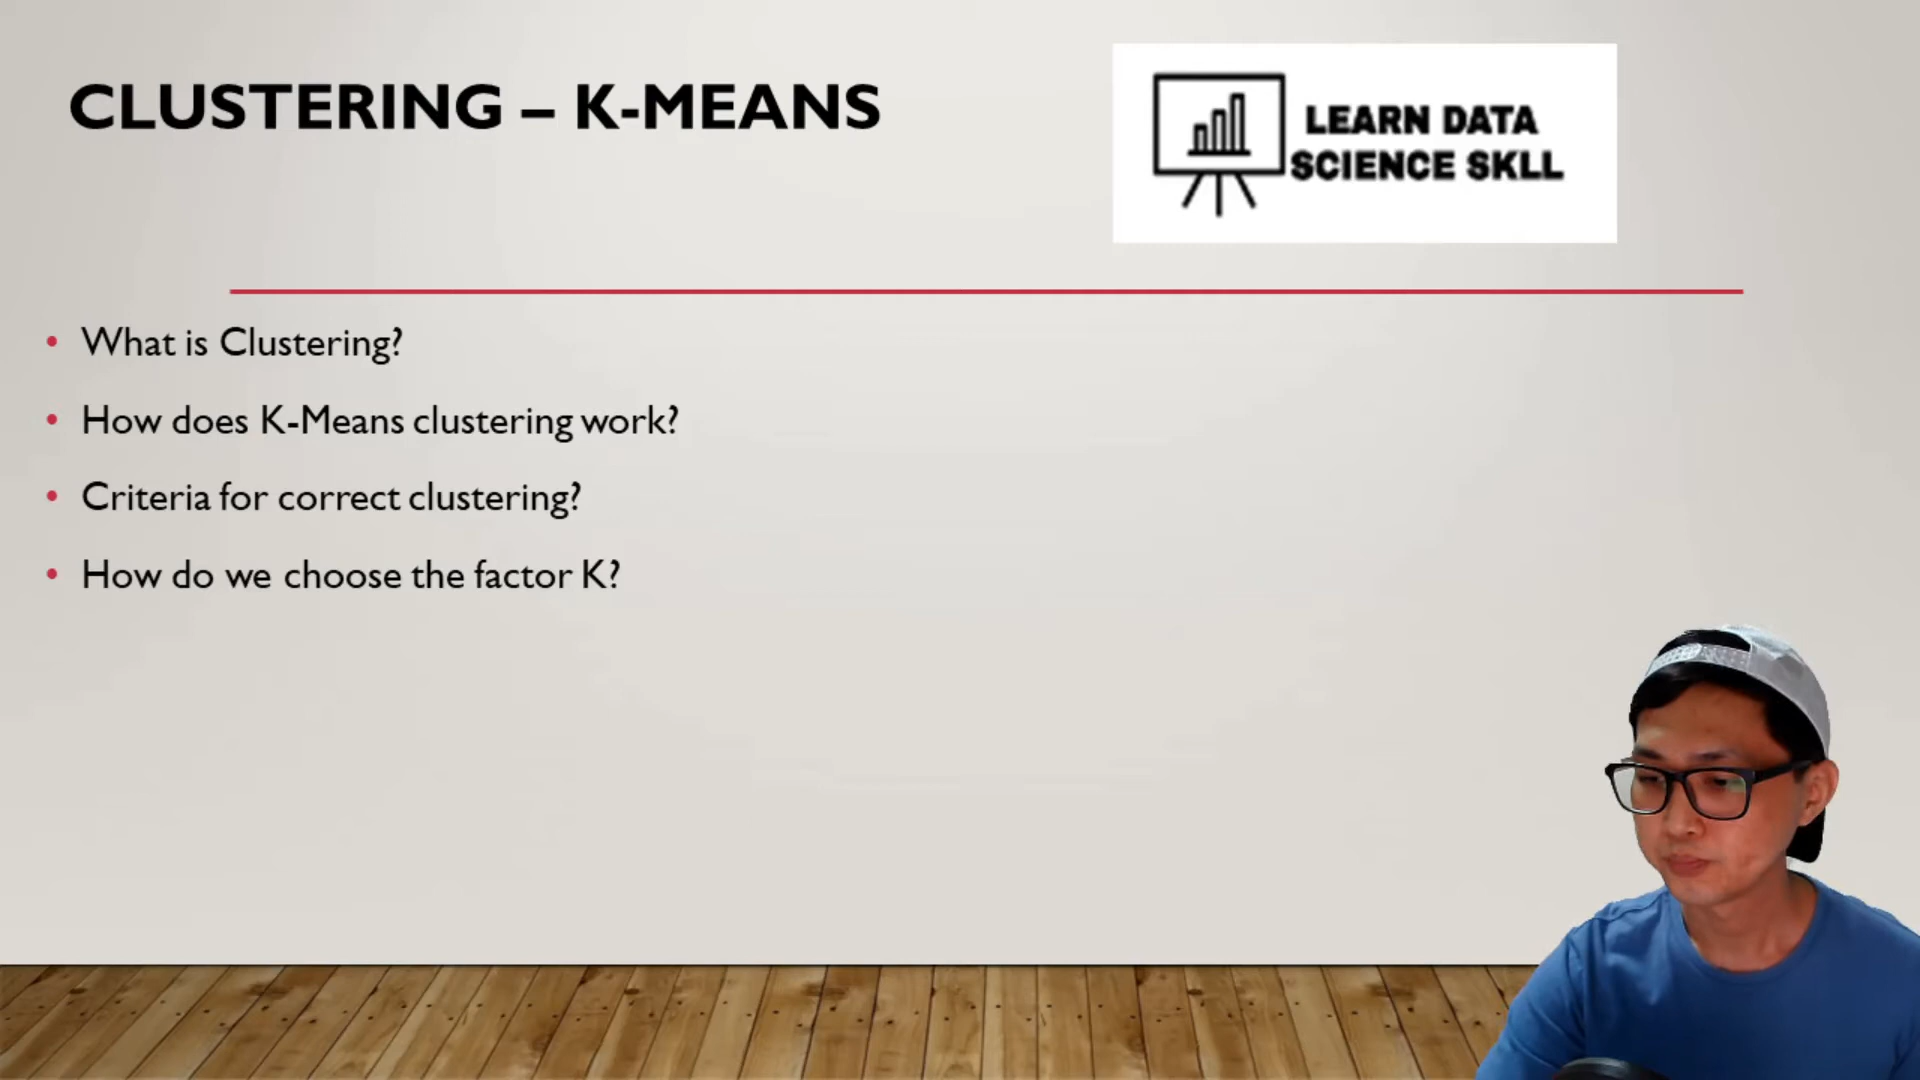 CLUSTERING – K-MEANS
LEARN DATA
SCIENCE SKLL
• What is Clustering?
• How does K-Means clustering work?
• Criteria for correct clustering?
• How do we choose the factor K?